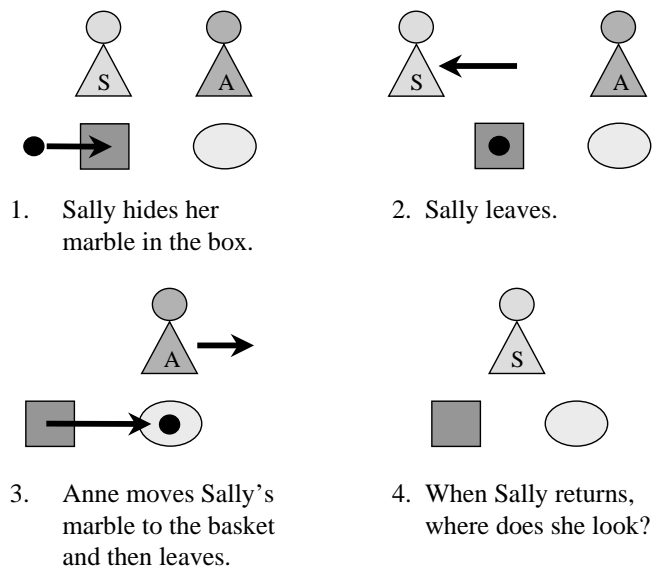 S
A
S
A
1. Sally hides her
marble in the box.
2. Sally leaves.
A
S
3. Anne moves Sally’s
marble to the basket
and then leaves.
4. When Sally returns,
where does she look?